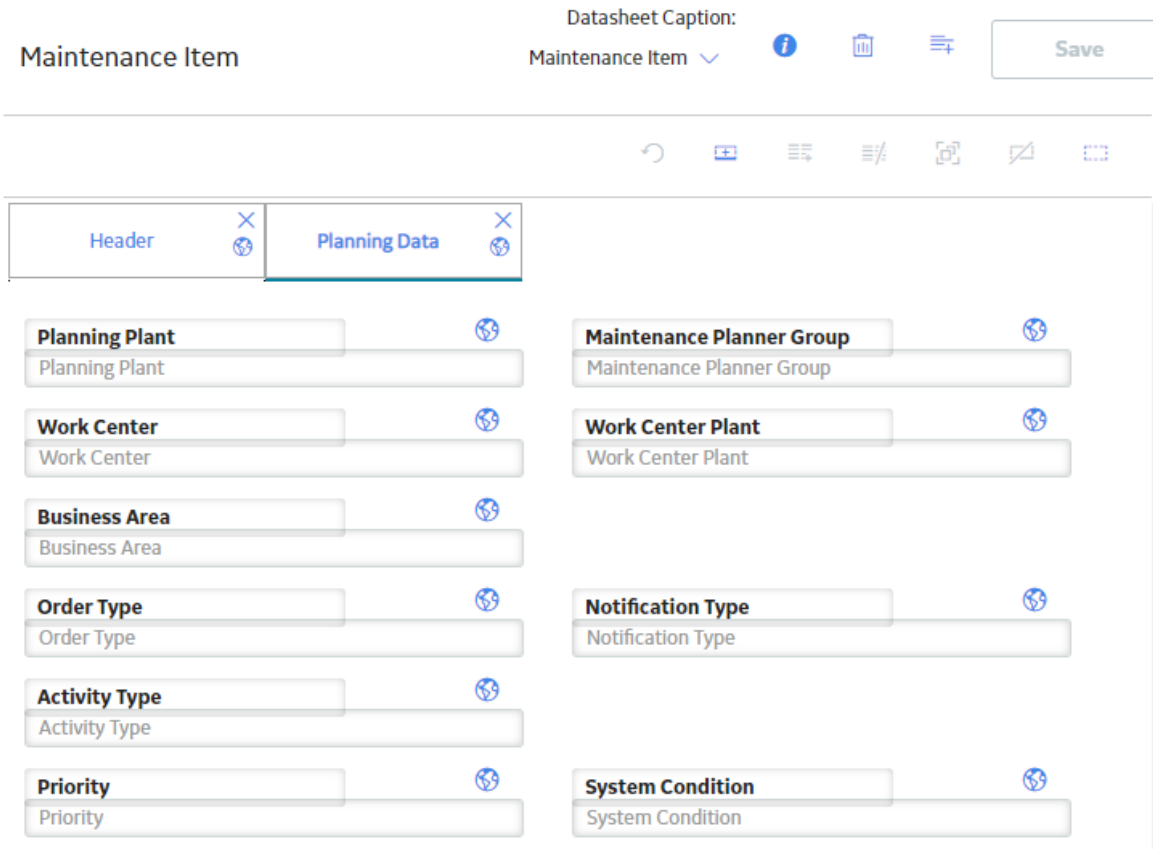 Datasheet Caption:
Maintenance Item
Maintenance Item
Save
Header
Planning Data
Planning Plant
Planning Plant
Maintenance Planner Group
Maintenance Planner Group
Work Center
Work Center
Work Center Plant
Work Center Plant
Business Area
Business Area
Order Type
Order Type
Notification Type
Notification Type
Activity Type
Activity Type
Priority
Priority
System Condition
System Condition